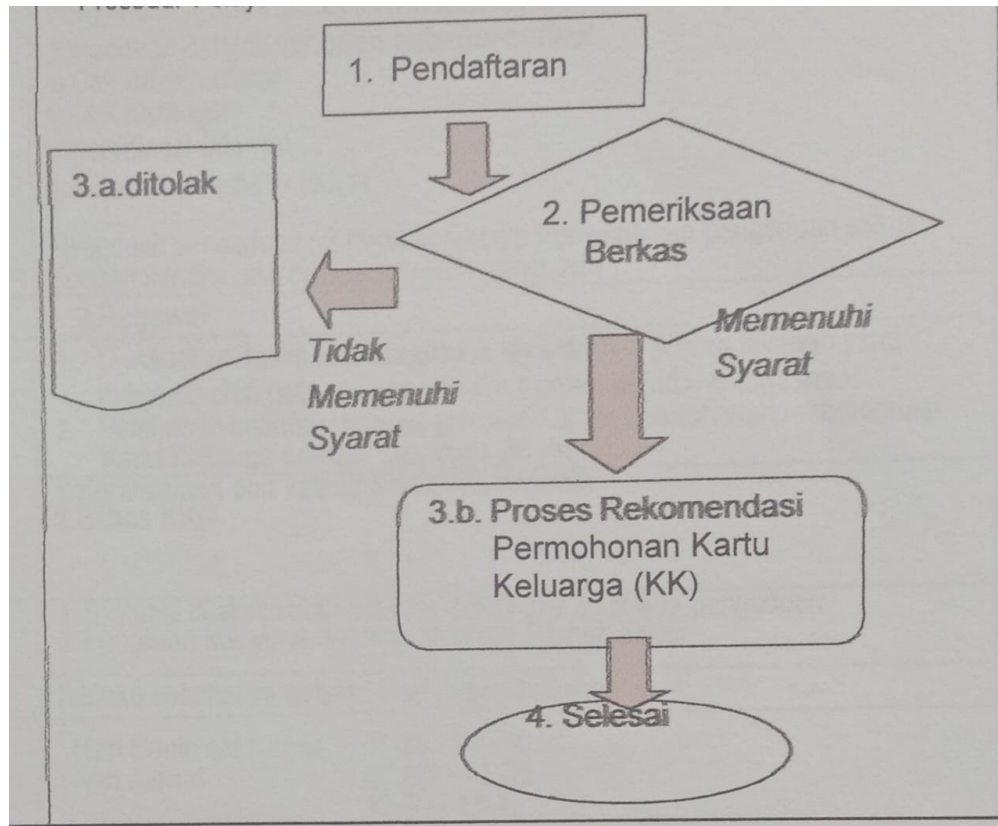 1. Pendaftaran
3.a.ditolak
2. Pemeriksaan
Berkas
Memenuhi
Syarat
Tidak
Memenuhi
Syarat
3.b. Proses Rekomendasi
Permohonan Kartu
Keluarga (KK)
4. Selesai